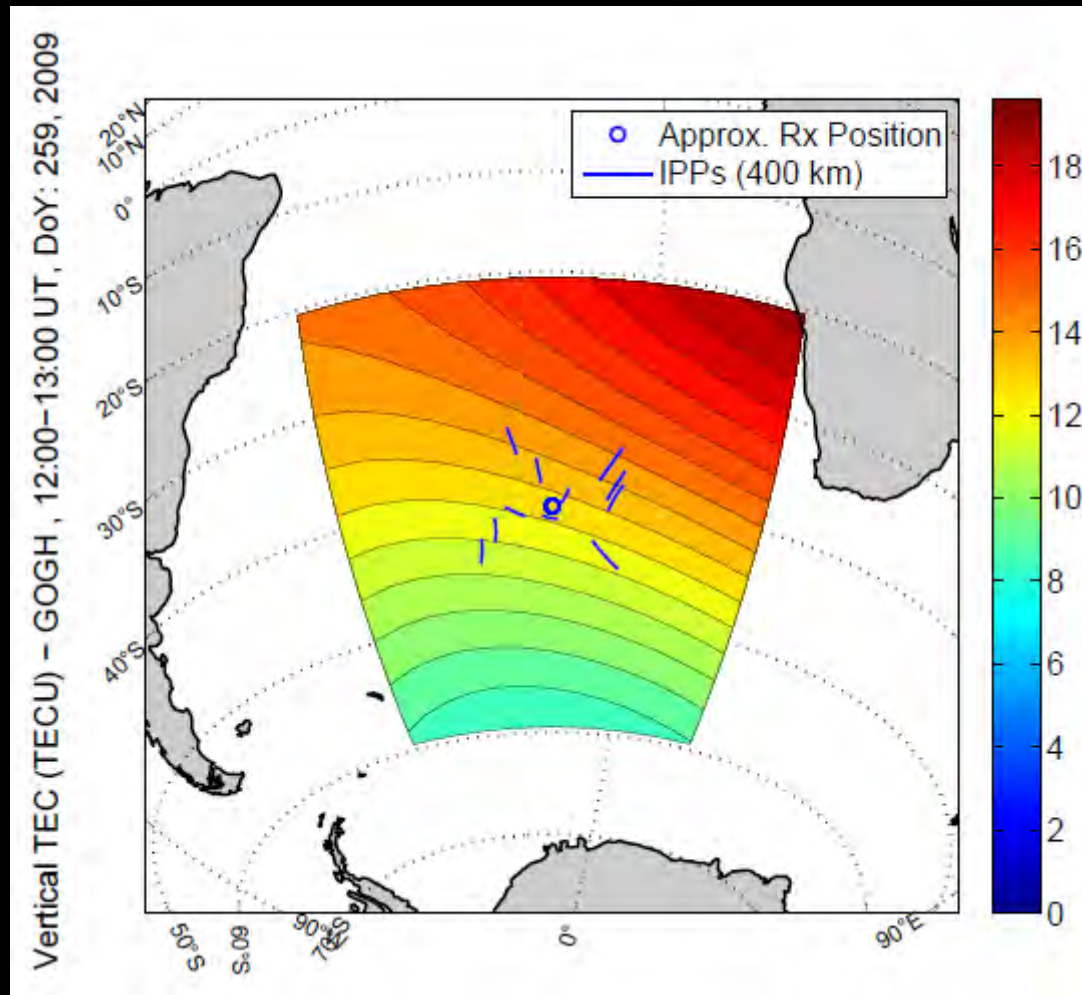 Vertical TEC (TECU) − GOGH , 12:00−13:00 UT, DoY: 259, 2009
Approx. Rx Position
IPPs (400 km)
20°N
10°N
0°
10°S
20°S
30°S
40°S
50°S
60°S
70°S
90°W
0°
90°E
18
16
14
12
10
8
6
4
2
0